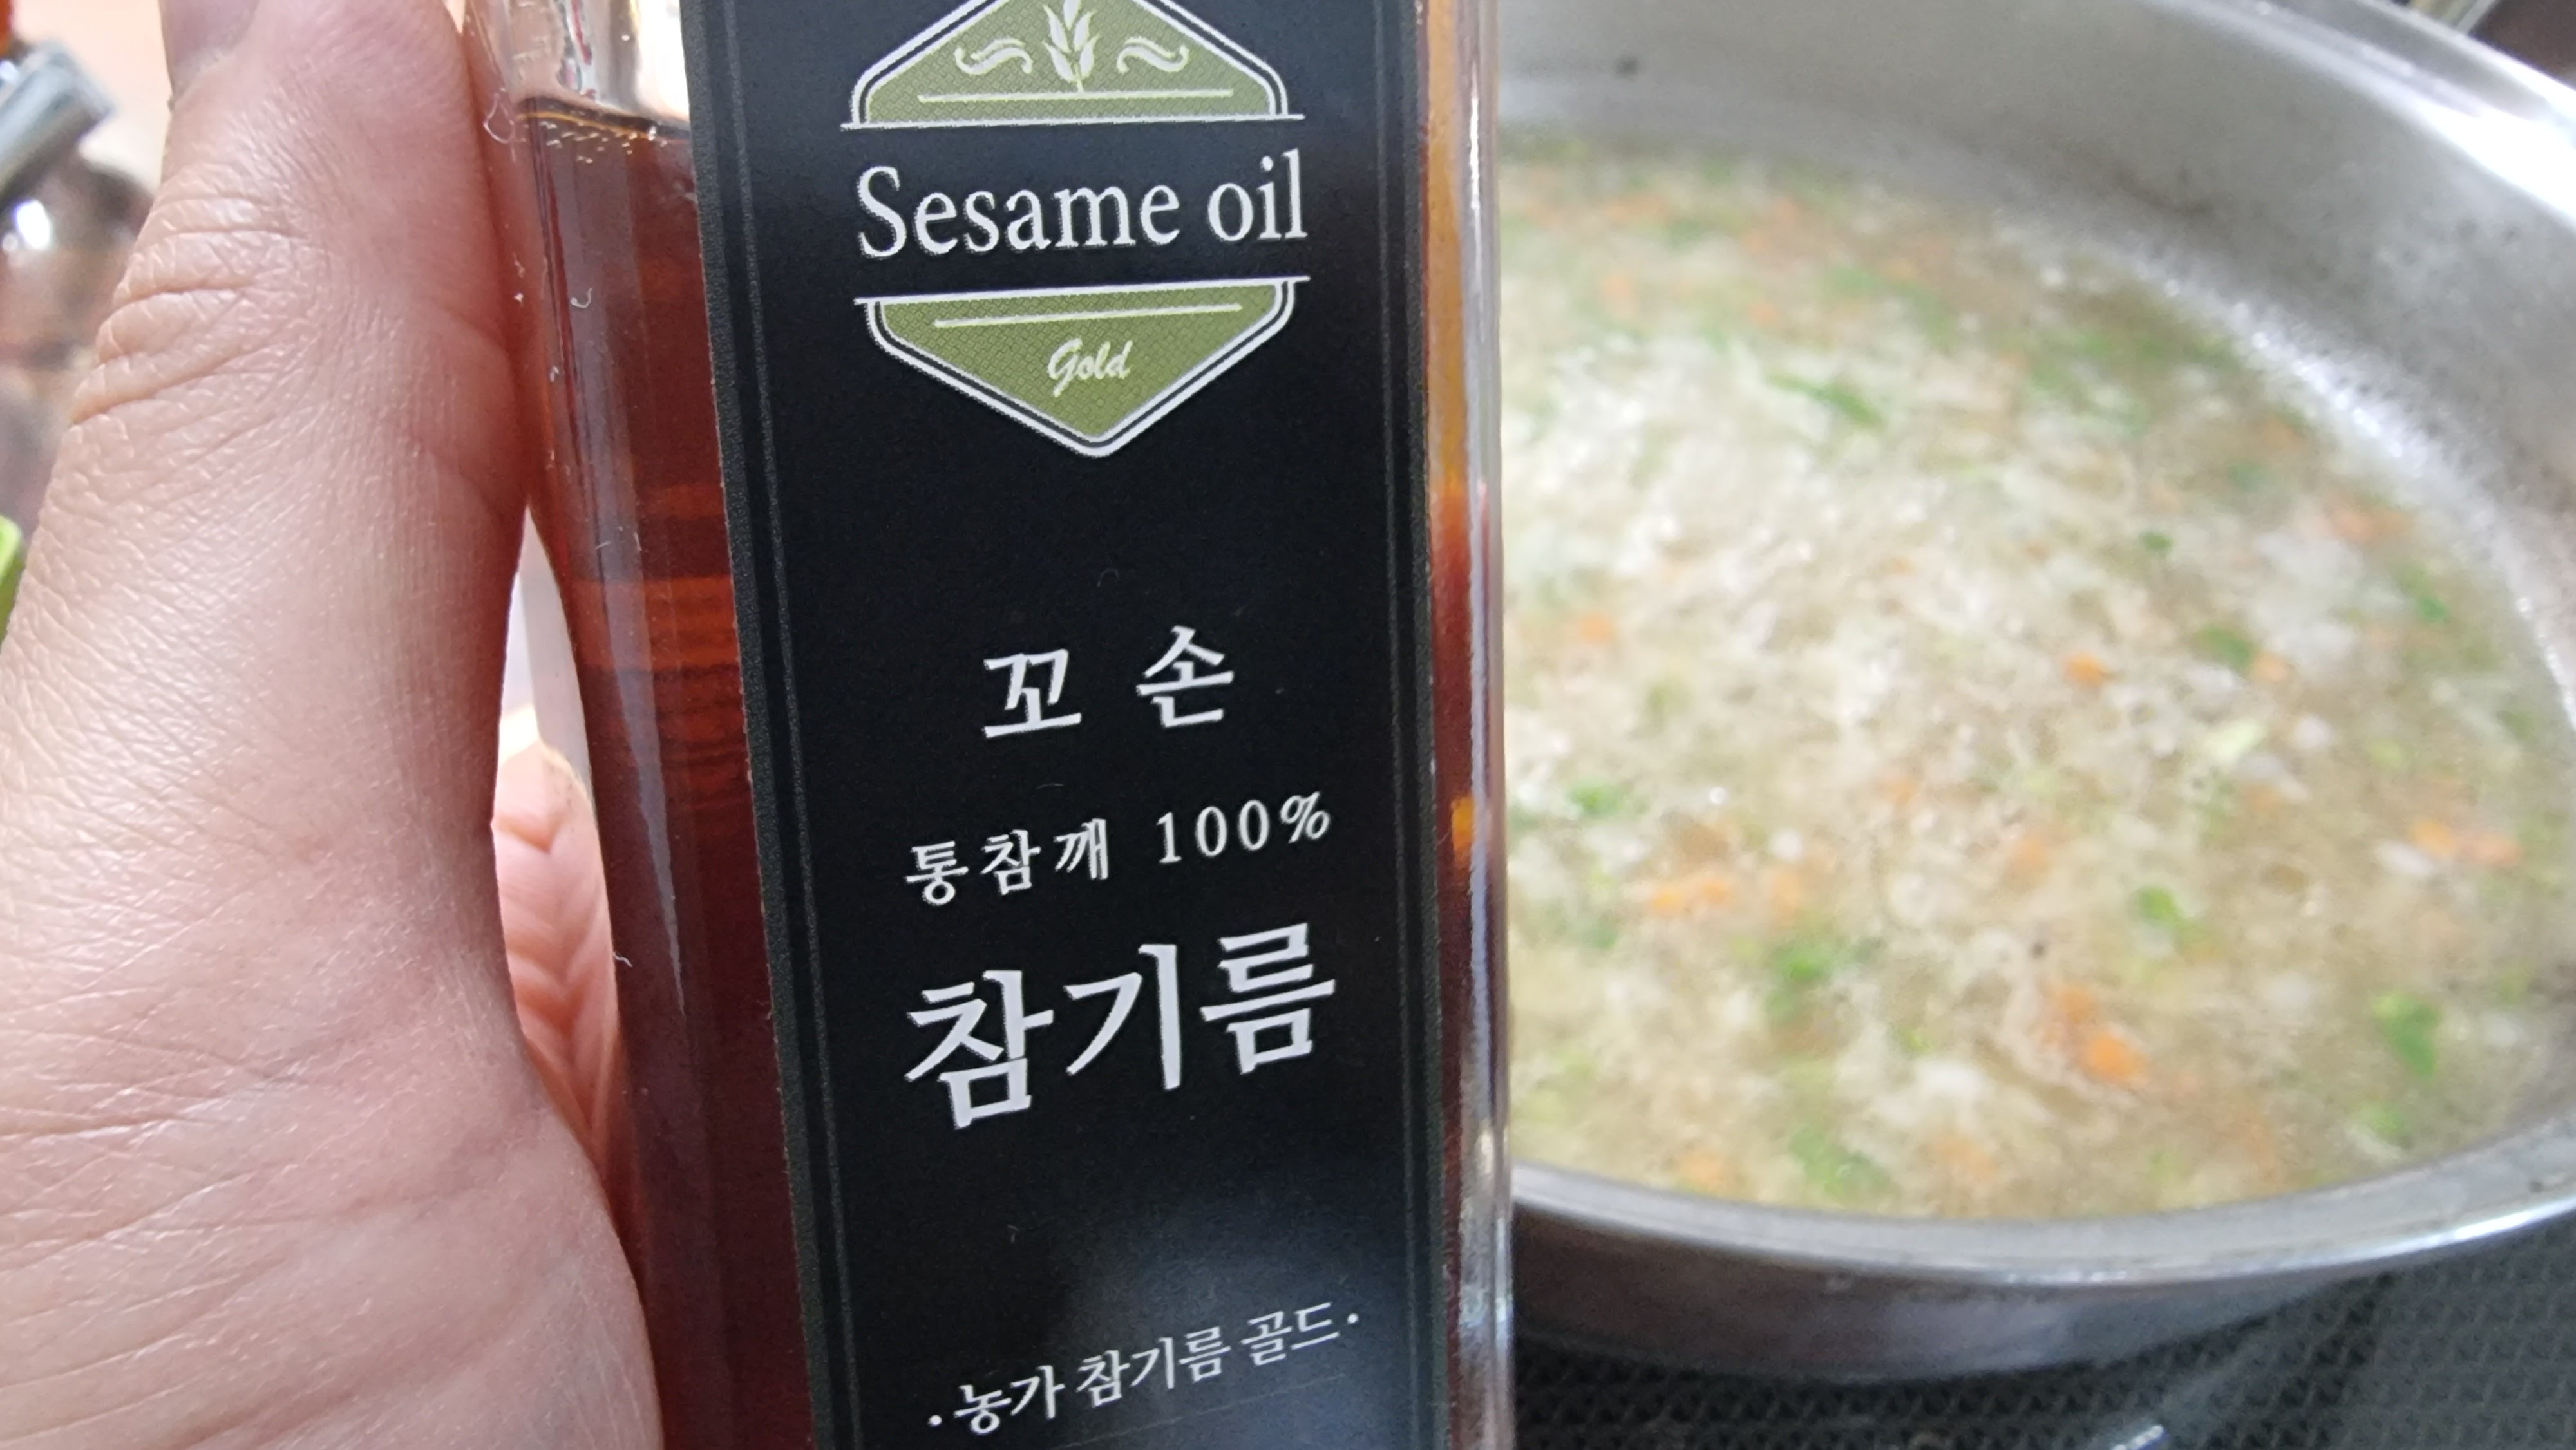 Sesame oil
Gold
꼬손
통참깨 100%
참기름
·농가 참기름 골드·